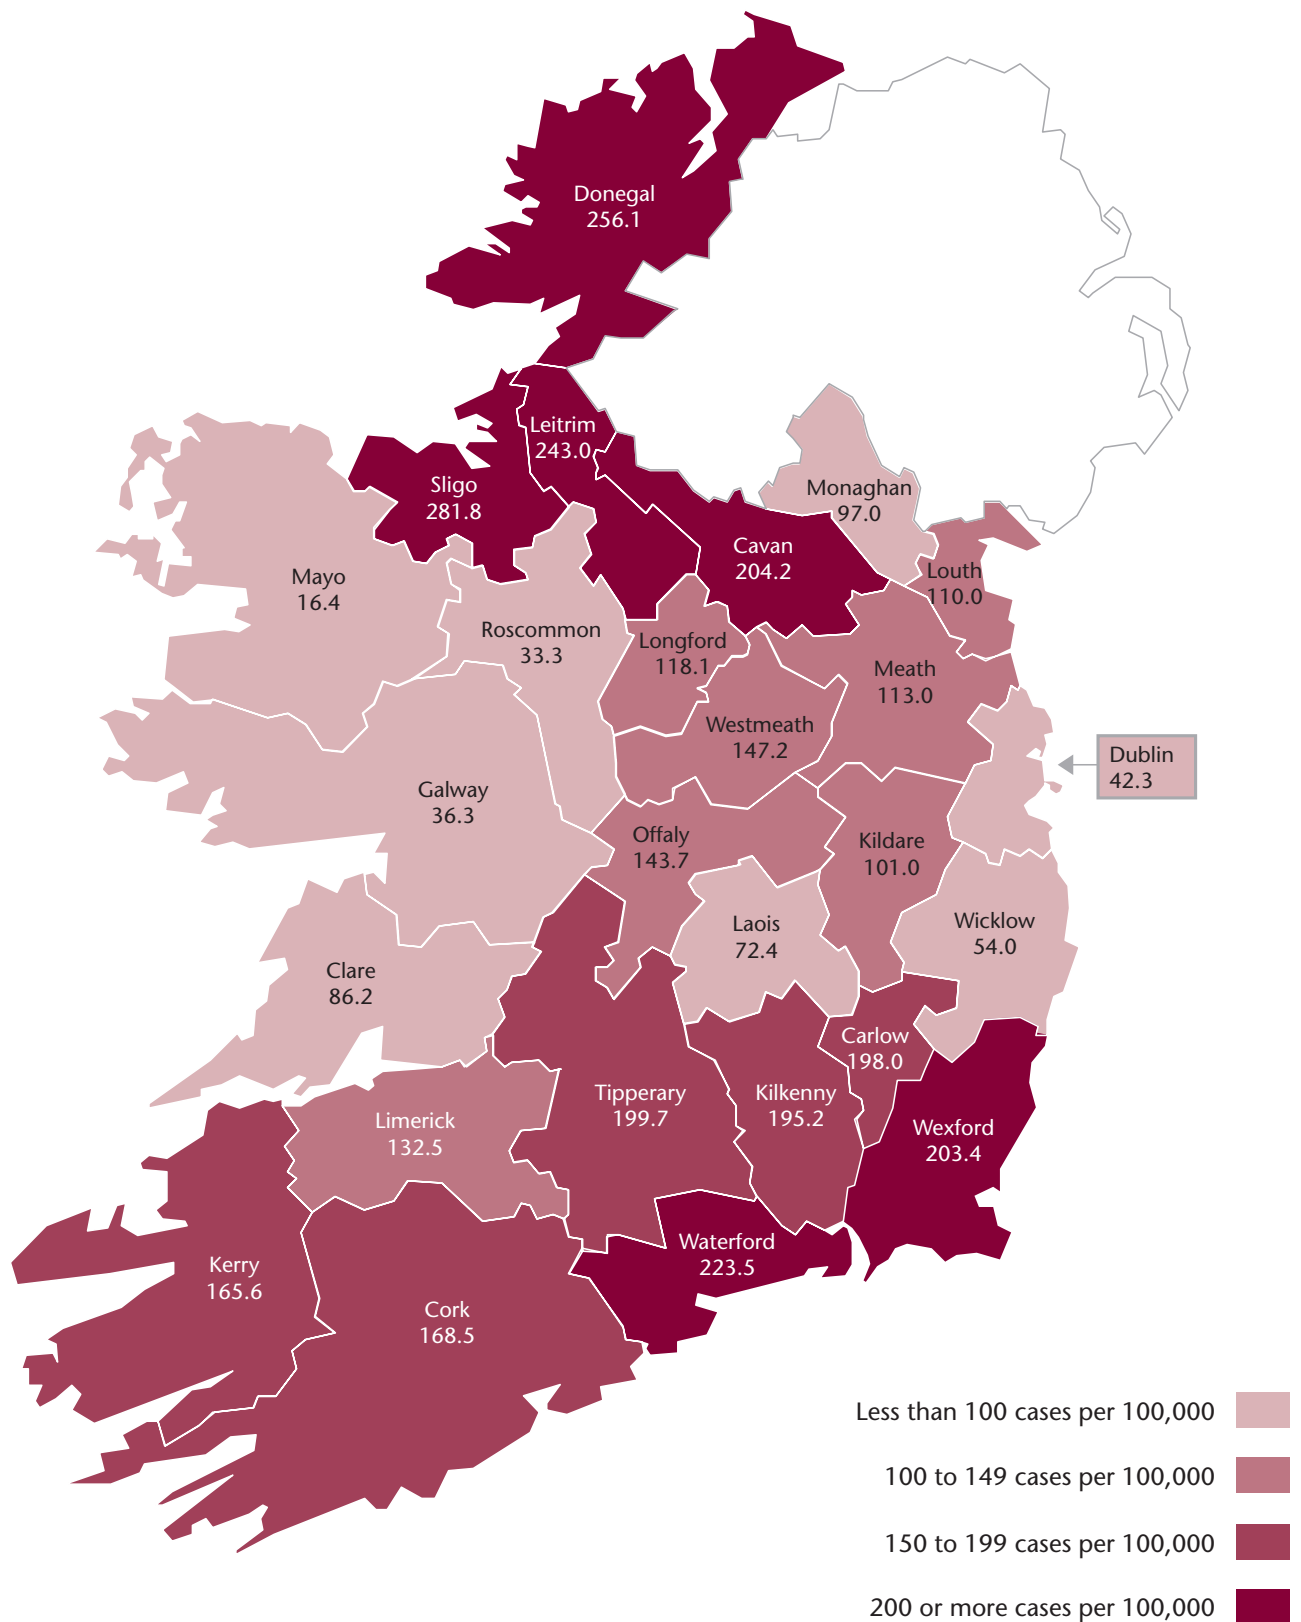 Donegal
256.1
Leitrim
243.0
Sligo
281.8
Monaghan
97.0
Cavan
204.2
Louth
110.0
Mayo
16.4
Roscommon
33.3
Longford
118.1
Meath
113.0
Westmeath
147.2
Dublin
42.3
Galway
36.3
Offaly
143.7
Kildare
101.0
Laois
72.4
Wicklow
54.0
Clare
86.2
Carlow
198.0
Tipperary
199.7
Kilkenny
195.2
Limerick
132.5
Wexford
203.4
Waterford
223.5
Kerry
165.6
Cork
168.5
Less than 100 cases per 100,000
100 to 149 cases per 100,000
150 to 199 cases per 100,000
200 or more cases per 100,000